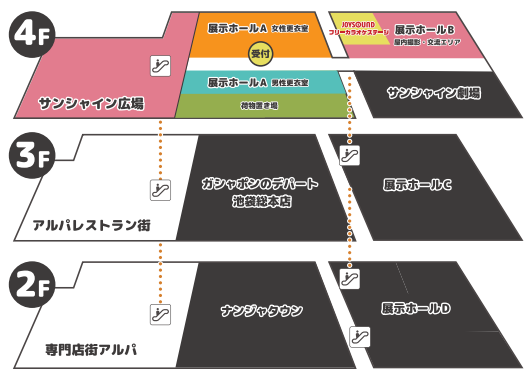 4F
展示ホールA 女性更衣室
受付
展示ホールA 男性更衣室
荷物置き場
サンシャイン広場
JOYSOUND
フリーカラオケステージ
展示ホールB
屋内撮影・交流エリア
サンシャイン劇場
3F
アルパレストラン街
ガシャポンのデパート
池袋総本店
展示ホールC
2F
専門店街アルパ
ナンジャタウン
展示ホールD